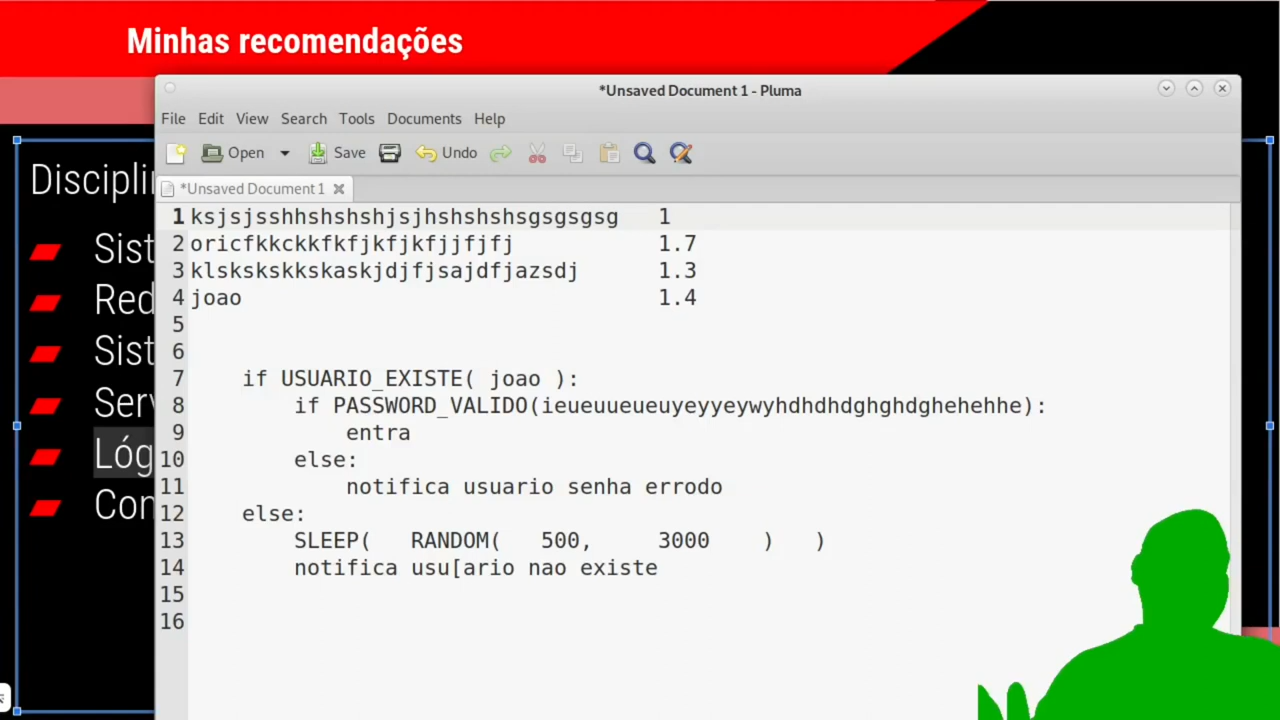 Minhas recomendações
*Unsaved Document 1 - Pluma
File Edit View Search Tools Documents Help
Open Save Undo
*Unsaved Document 1
1 ksjsjsshhshshshjsjhshshshsgsgsgsg 1
2 oricfkkckkfkfjkfjkfjjfjfj 1.7
3 klskskskkskaskjdjfjsajdfjazsdj 1.3
4 joao 1.4
5
6
7 if USUARIO_EXISTE( joao ):
8 if PASSWORD_VALIDO(ieueuueueuyeyyeywyhdhdhdghghdghehehhe):
9 entra
10 else:
11 notifica usuario senha errodo
12 else:
13 SLEEP( RANDOM( 500, 3000 ) )
14 notifica usu[ario nao existe
15
16
Discipli
Sist
Red
Sist
Serv
Lóg
Con